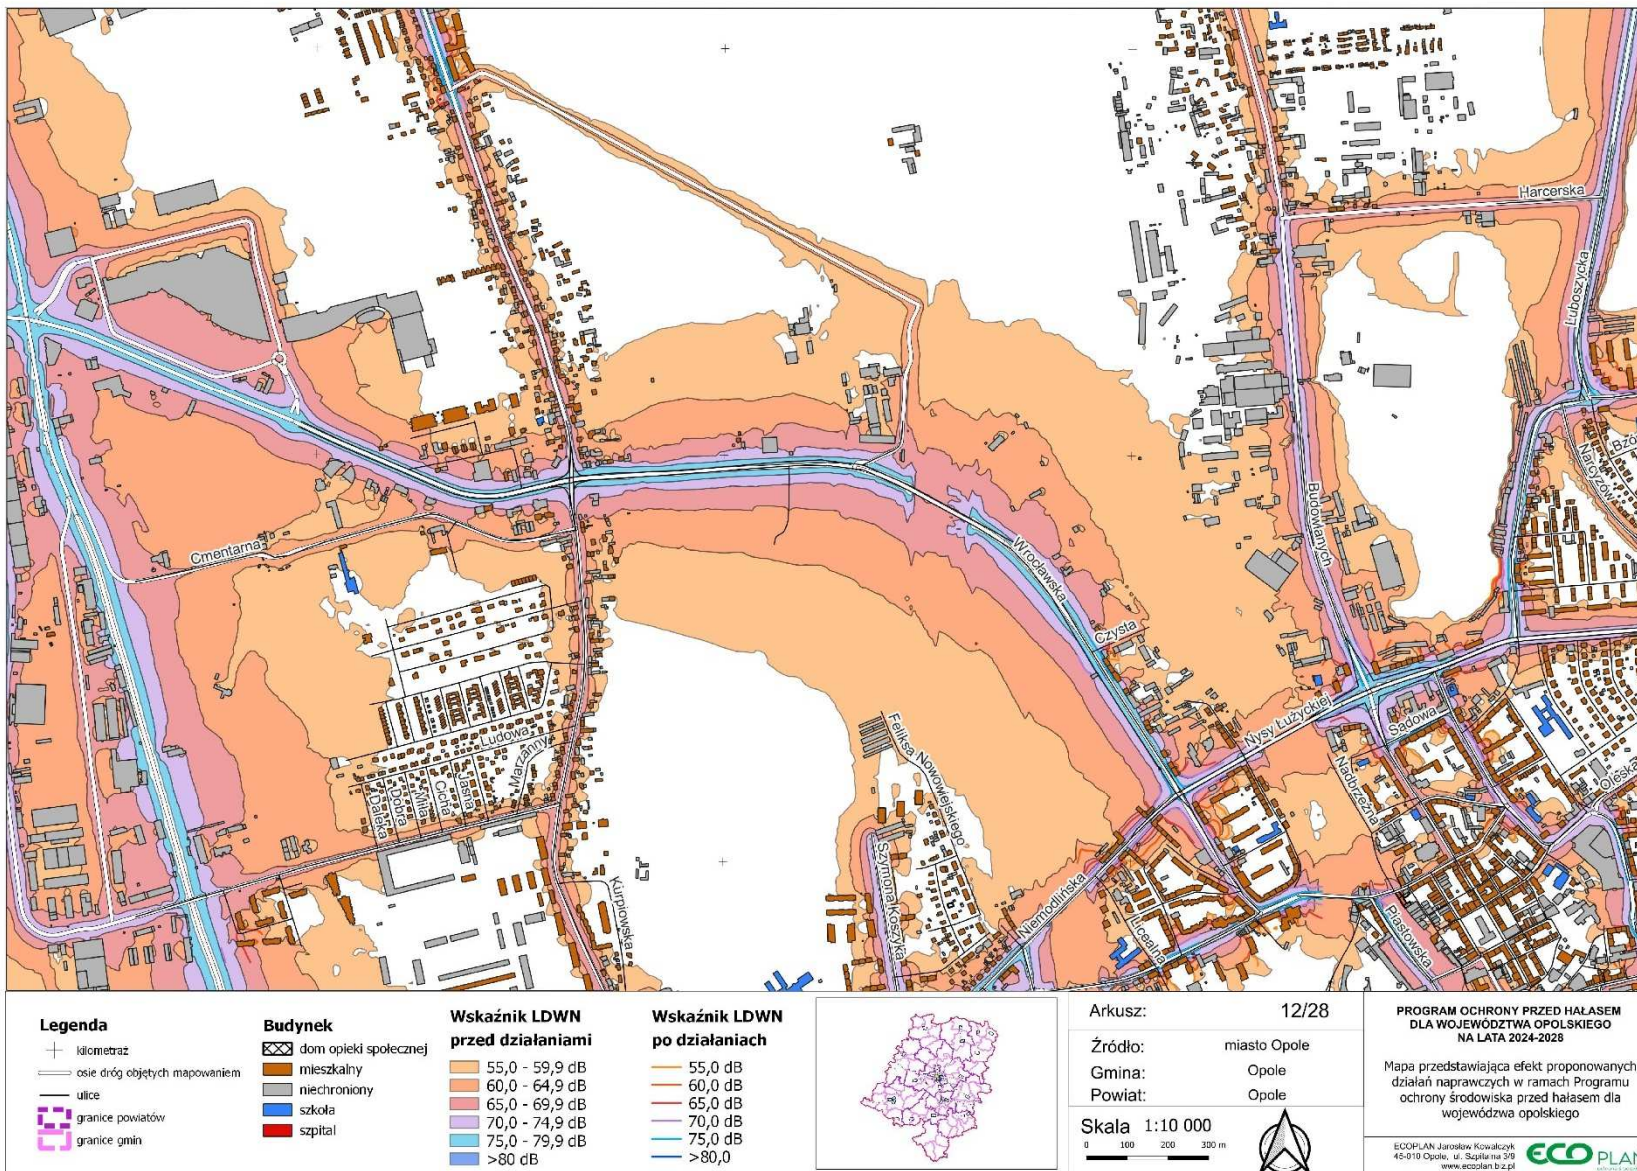 Harcerska
Luboszycka
Narcyzów
Bzó
Budowlanych
Cmentarna
Wrocławska
Czysta
Nysy Łużyckiej
Sądowa
Nadbrzeżna
Oleska
Feliksa Nowowiejskiego
Szymona Koszyka
Niemodlińska
Licealna
Piastowska
Ludowa
Marzanny
Daleka
Dobra
Miła
Cicha
Jasna
Kurpiowska
Legenda
kilometraż
osie dróg objętych mapowaniem
ulice
granice powiatów
granice gmin
Budynek
dom opieki społecznej
mieszkalny
niechroniony
szkoła
szpital
Wskaźnik LDWN
przed działaniami
55,0 - 59,9 dB
60,0 - 64,9 dB
65,0 - 69,9 dB
70,0 - 74,9 dB
75,0 - 79,9 dB
>80 dB
Wskaźnik LDWN
po działaniach
55,0 dB
60,0 dB
65,0 dB
70,0 dB
75,0 dB
>80,0
Arkusz: 12/28
Źródło: miasto Opole
Gmina: Opole
Powiat: Opole
Skala 1:10 000
0 100 200 300 m
PROGRAM OCHRONY PRZED HAŁASEM
DLA WOJEWÓDZTWA OPOLSKIEGO
NA LATA 2024-2028
Mapa przedstawiająca efekt proponowanych
działań naprawczych w ramach Programu
ochrony środowiska przed hałasem dla
województwa opolskiego
ECOPLAN Jarosław Kowalczyk
45-010 Opole, ul. Szpitalna 3/9
www.ecoplan.biz.pl
ECO PLAN